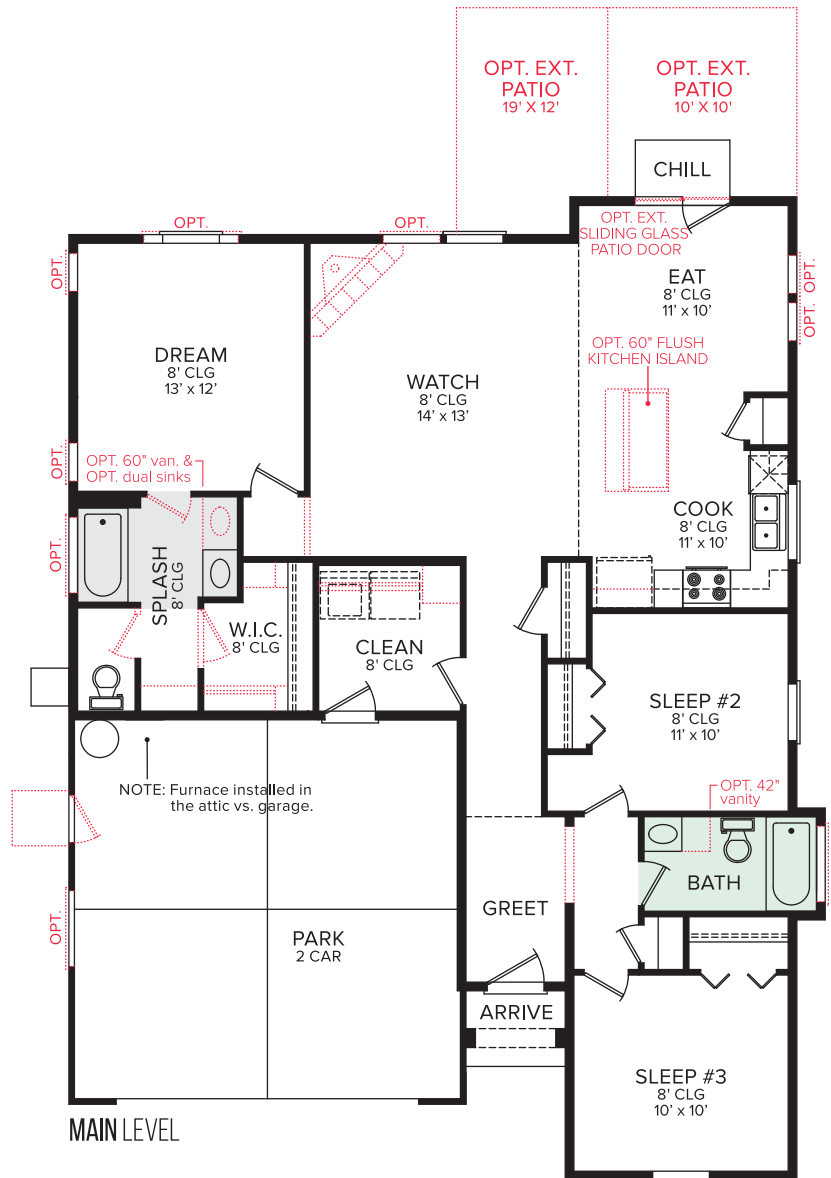 OPT. EXT.
PATIO
19' X 12'
OPT. EXT.
PATIO
10' X 10'
CHILL
OPT.
OPT.
OPT. EXT.
SLIDING GLASS
PATIO DOOR
OPT.
EAT
8' CLG
11' x 10'
OPT.
OPT.
DREAM
8' CLG
13' x 12'
WATCH
8' CLG
14' x 13'
OPT. 60" FLUSH
KITCHEN ISLAND
OPT.
OPT. 60" van. &
OPT. dual sinks
COOK
8' CLG
11' x 10'
OPT.
SPLASH
8' CLG
W.I.C.
8' CLG
CLEAN
8' CLG
SLEEP #2
8' CLG
11' x 10'
NOTE: Furnace installed in
the attic vs. garage.
OPT. 42"
vanity
BATH
GREET
OPT.
PARK
2 CAR
ARRIVE
SLEEP #3
8' CLG
10' x 10'
MAIN LEVEL